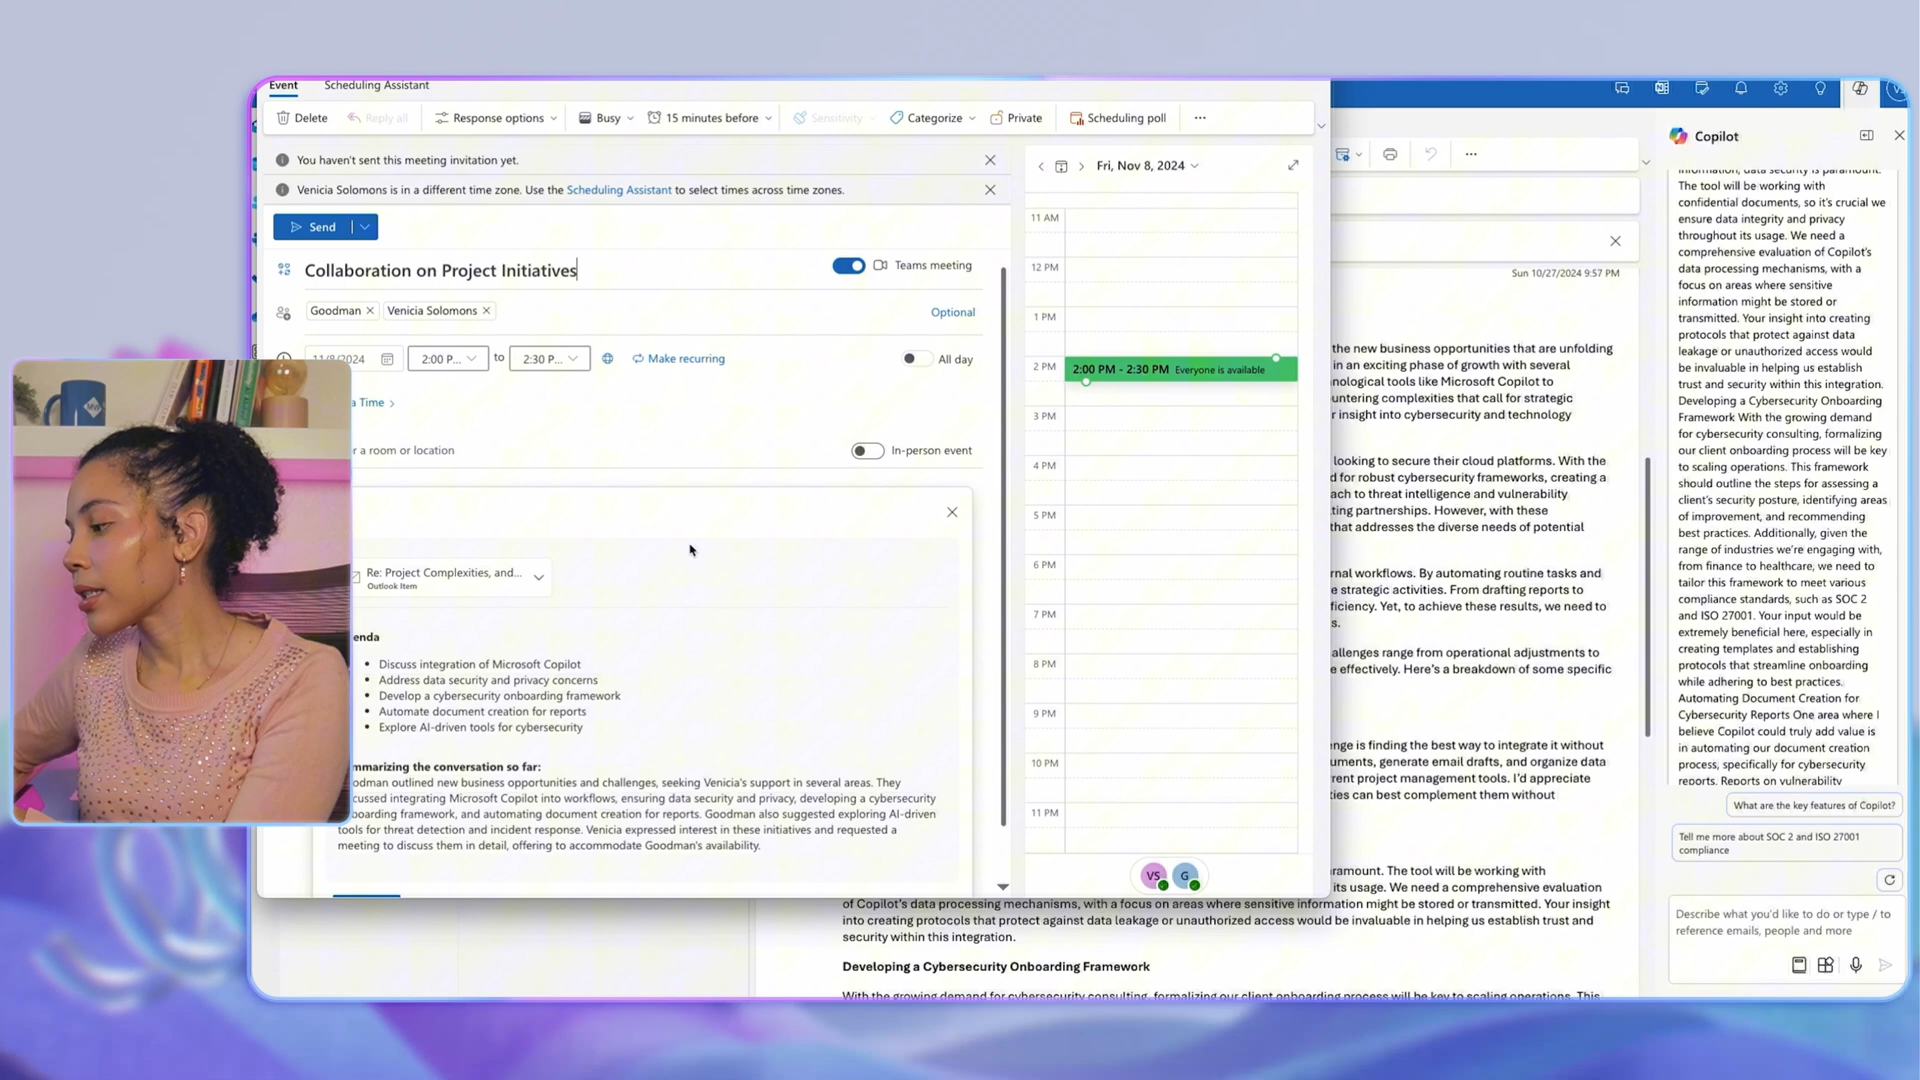 Event
Scheduling Assistant
Delete
Reply all
Response options
Busy
15 minutes before
Sensitivity
Categorize
Private
Scheduling poll
You haven't sent this meeting invitation yet.
Venicia Solomons is in a different time zone. Use the Scheduling Assistant to select times across time zones.
Send
Collaboration on Project Initiatives
Teams meeting
Goodman
Venicia Solomons
Optional
11/8/2024
2:00 P...
to
2:30 P...
Make recurring
All day
a Time
r a room or location
In-person event
Re: Project Complexities, and...
Outlook Item
enda
• Discuss integration of Microsoft Copilot
• Address data security and privacy concerns
• Develop a cybersecurity onboarding framework
• Automate document creation for reports
• Explore AI-driven tools for cybersecurity
mmarizing the conversation so far:
odman outlined new business opportunities and challenges, seeking Venicia's support in several areas. They
cussed integrating Microsoft Copilot into workflows, ensuring data security and privacy, developing a cybersecurity
boarding framework, and automating document creation for reports. Goodman also suggested exploring AI-driven
tools for threat detection and incident response. Venicia expressed interest in these initiatives and requested a
meeting to discuss them in detail, offering to accommodate Goodman's availability.
Fri, Nov 8, 2024
11 AM
12 PM
1 PM
2 PM
2:00 PM - 2:30 PM Everyone is available
3 PM
4 PM
5 PM
6 PM
7 PM
8 PM
9 PM
10 PM
11 PM
VS
G
Sun 10/27/2024 9:57 PM
the new business opportunities that are unfolding
in an exciting phase of growth with several
nological tools like Microsoft Copilot to
untering complexities that call for strategic
r insight into cybersecurity and technology
looking to secure their cloud platforms. With the
d for robust cybersecurity frameworks, creating a
ach to threat intelligence and vulnerability
ting partnerships. However, with these
that addresses the diverse needs of potential
rnal workflows. By automating routine tasks and
e strategic activities. From drafting reports to
ficiency. Yet, to achieve these results, we need to
s.
allenges range from operational adjustments to
e effectively. Here's a breakdown of some specific
nge is finding the best way to integrate it without
uments, generate email drafts, and organize data
rrent project management tools. I'd appreciate
ties can best complement them without
ramount. The tool will be working with
its usage. We need a comprehensive evaluation
of Copilot's data processing mechanisms, with a focus on areas where sensitive information might be stored or transmitted. Your insight
into creating protocols that protect against data leakage or unauthorized access would be invaluable in helping us establish trust and
security within this integration.
Developing a Cybersecurity Onboarding Framework
With the growing demand for cybersecurity consulting, formalizing our client onboarding process will be key to scaling operations. This
Copilot
information, data security is paramount.
The tool will be working with
confidential documents, so it's crucial we
ensure data integrity and privacy
throughout its usage. We need a
comprehensive evaluation of Copilot's
data processing mechanisms, with a
focus on areas where sensitive
information might be stored or
transmitted. Your insight into creating
protocols that protect against data
leakage or unauthorized access would
be invaluable in helping us establish
trust and security within this integration.
Developing a Cybersecurity Onboarding
Framework With the growing demand
for cybersecurity consulting, formalizing
our client onboarding process will be key
to scaling operations. This framework
should outline the steps for assessing a
client's security posture, identifying areas
of improvement, and recommending
best practices. Additionally, given the
range of industries we're engaging with,
from finance to healthcare, we need to
tailor this framework to meet various
compliance standards, such as SOC 2
and ISO 27001. Your input would be
extremely beneficial here, especially in
creating templates and establishing
protocols that streamline onboarding
while adhering to best practices.
Automating Document Creation for
Cybersecurity Reports One area where I
believe Copilot could truly add value is
in automating our document creation
process, specifically for cybersecurity
reports. Reports on vulnerability
What are the key features of Copilot?
Tell me more about SOC 2 and ISO 27001
compliance
Describe what you'd like to do or type / to
reference emails, people and more